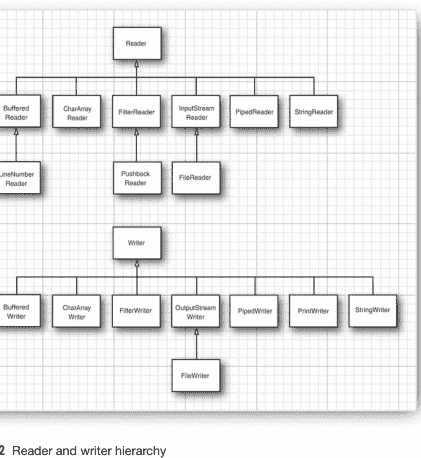 Reader
Buffered
Reader
CharArray
Reader
FilterReader
InputStream
Reader
PipedReader
StringReader
LineNumber
Reader
Pushback
Reader
FileReader
Writer
Buffered
Writer
CharArray
Writer
FilterWriter
OutputStream
Writer
PipedWriter
PrintWriter
StringWriter
FileWriter
2 Reader and writer hierarchy